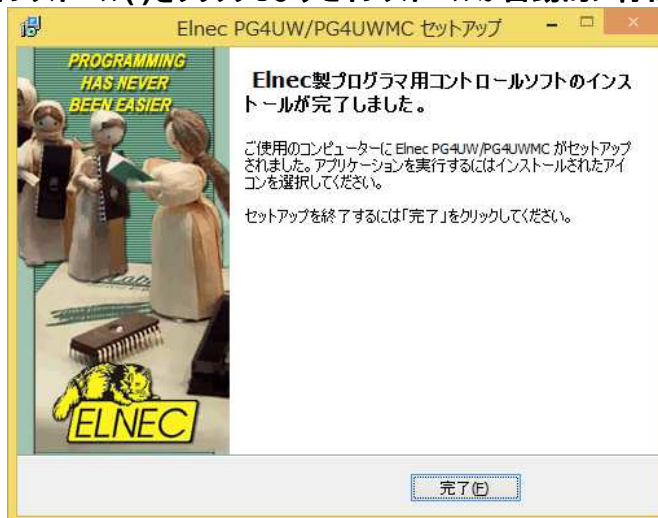 Elnec PG4UW/PG4UWMC セットアップ
PROGRAMMING
HAS NEVER
BEEN EASIER
Elnec製プログラマ用コントロールソフトのインス
トールが完了しました。
ご使用のコンピューターに Elnec PG4UW/PG4UWMC がセットアップ
されました。アプリケーションを実行するにはインストールされたアイ
コンを選択してください。
セットアップを終了するには「完了」をクリックしてください。
ELNEC
完了(F)